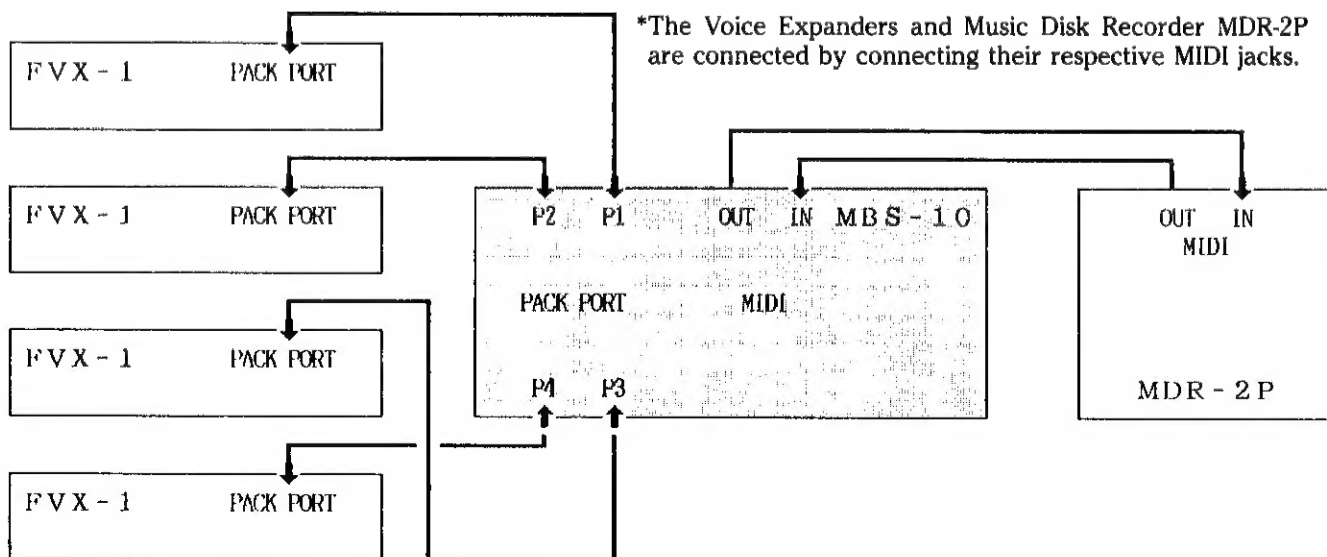 *The Voice Expanders and Music Disk Recorder MDR-2P
are connected by connecting their respective MIDI jacks.
FVX-1 PACK PORT
FVX-1 PACK PORT
P2 P1 OUT IN MBS-10
OUT IN
MIDI
PACK PORT MIDI
FVX-1 PACK PORT
P4 P3
MDR-2P
FVX-1 PACK PORT